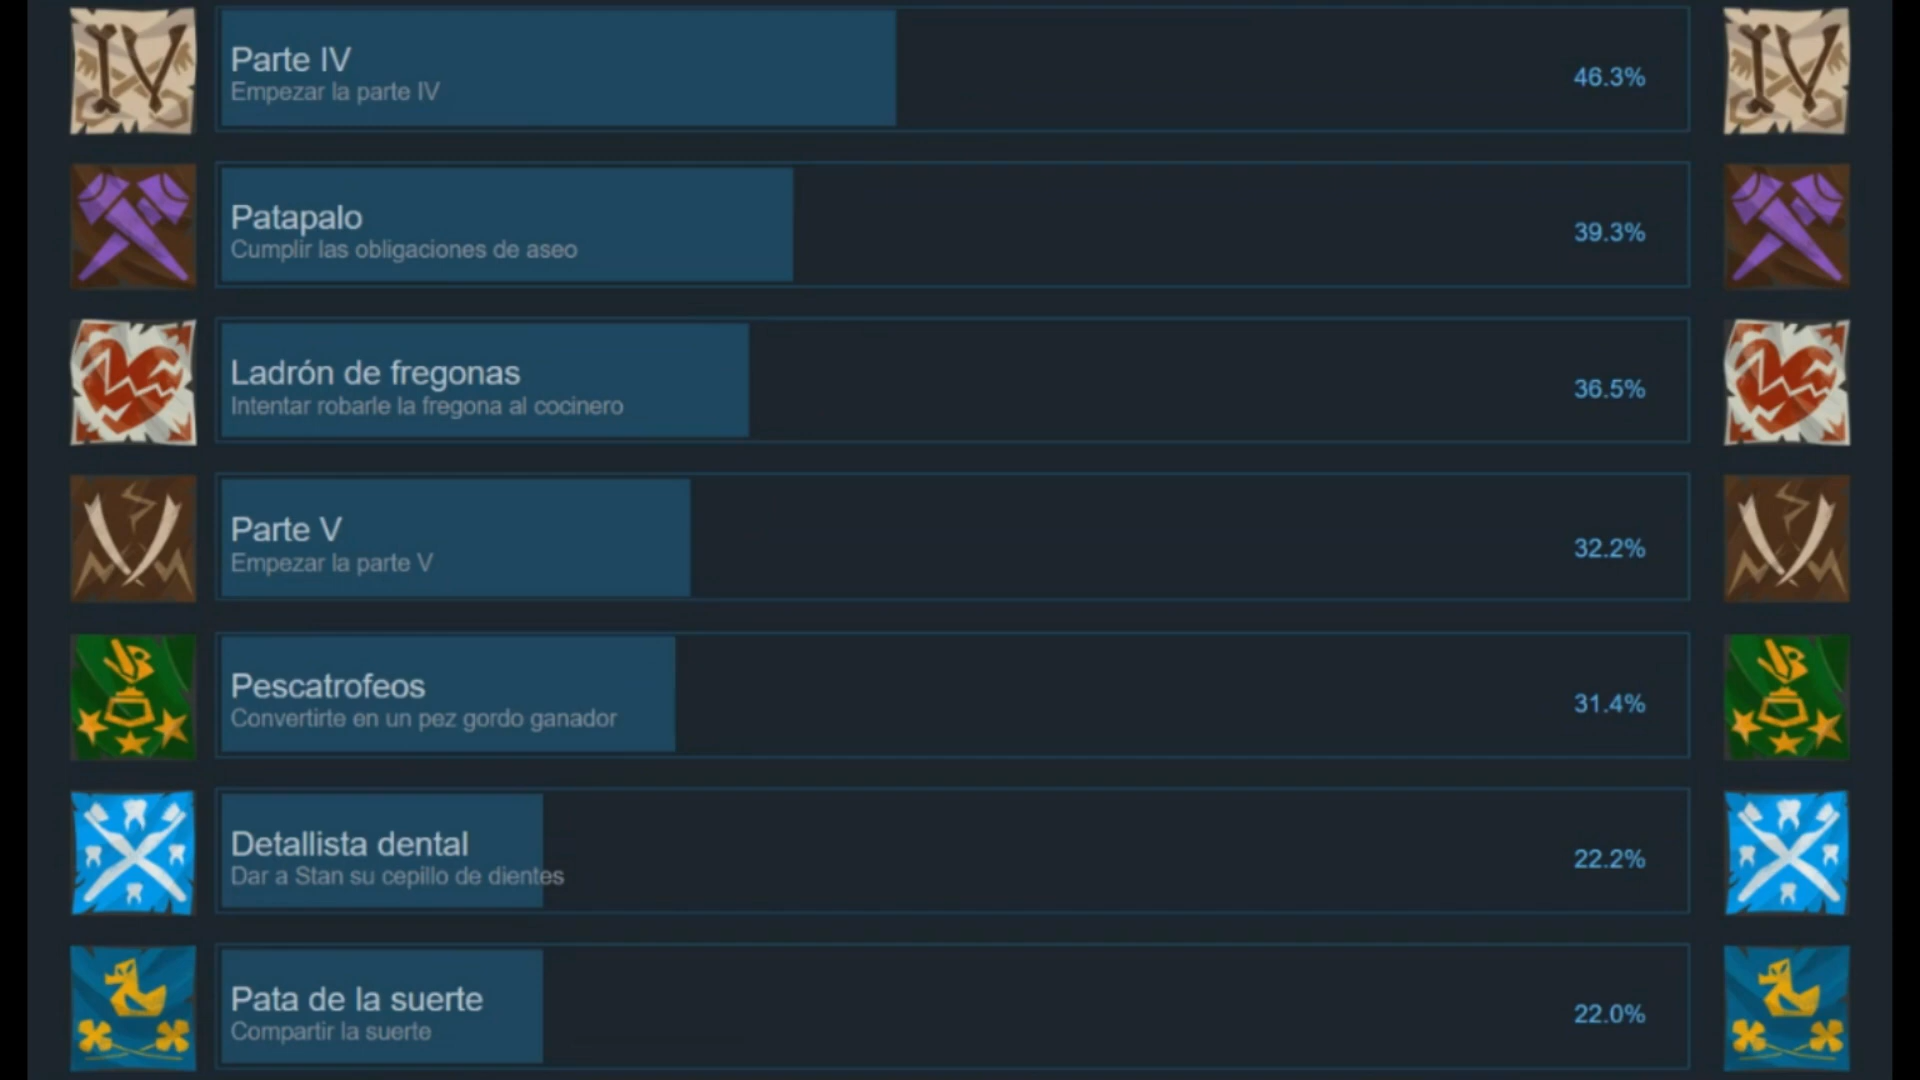 Parte IV
Empezar la parte IV
46.3%
Patapalo
Cumplir las obligaciones de aseo
39.3%
Ladrón de fregonas
Intentar robarle la fregona al cocinero
36.5%
Parte V
Empezar la parte V
32.2%
Pescatrofeos
Convertirte en un pez gordo ganador
31.4%
Detallista dental
Dar a Stan su cepillo de dientes
22.2%
Pata de la suerte
Compartir la suerte
22.0%